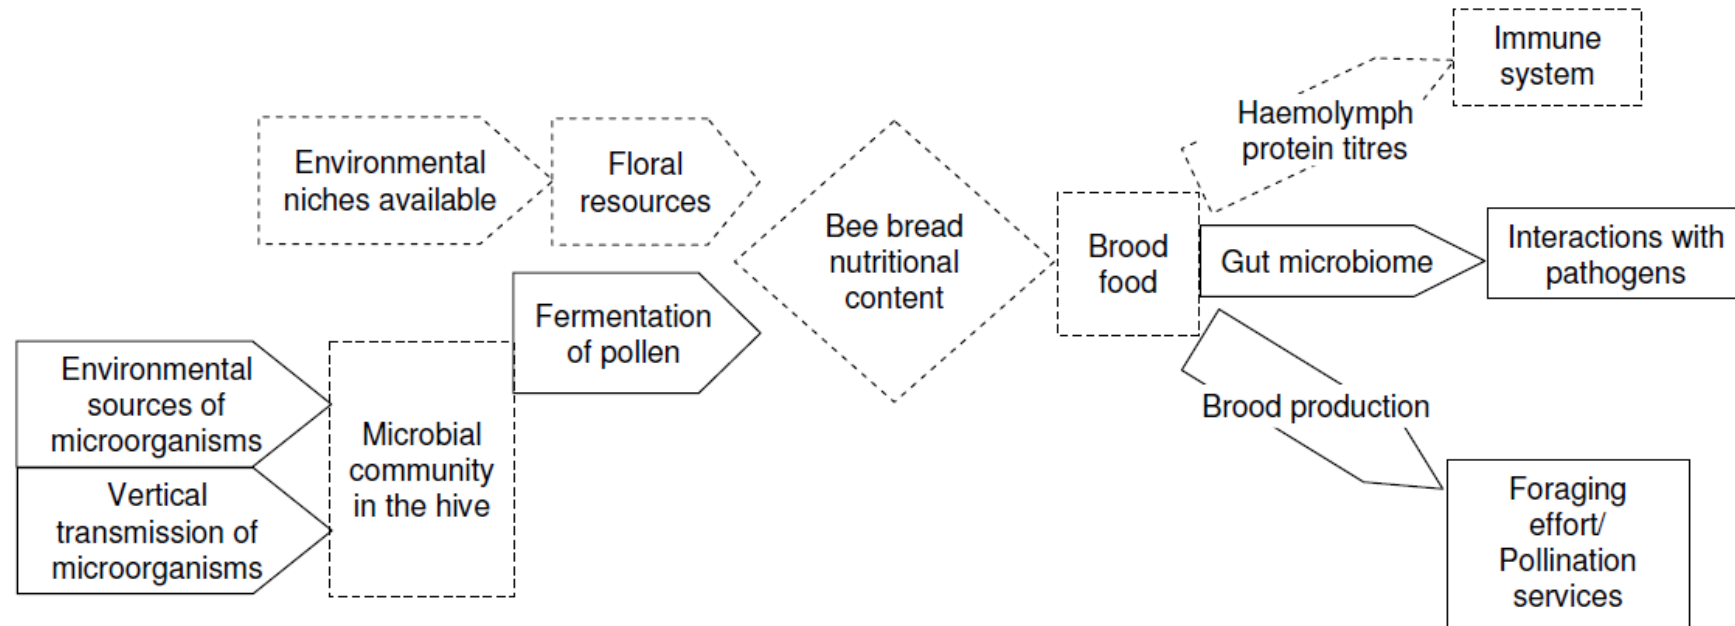 Environmental
niches available
Floral
resources
Environmental
sources of
microorganisms
Vertical
transmission of
microorganisms
Microbial
community
in the hive
Fermentation
of pollen
Bee bread
nutritional
content
Brood
food
Haemolymph
protein titres
Immune
system
Gut microbiome
Interactions with
pathogens
Brood production
Foraging
effort/
Pollination
services